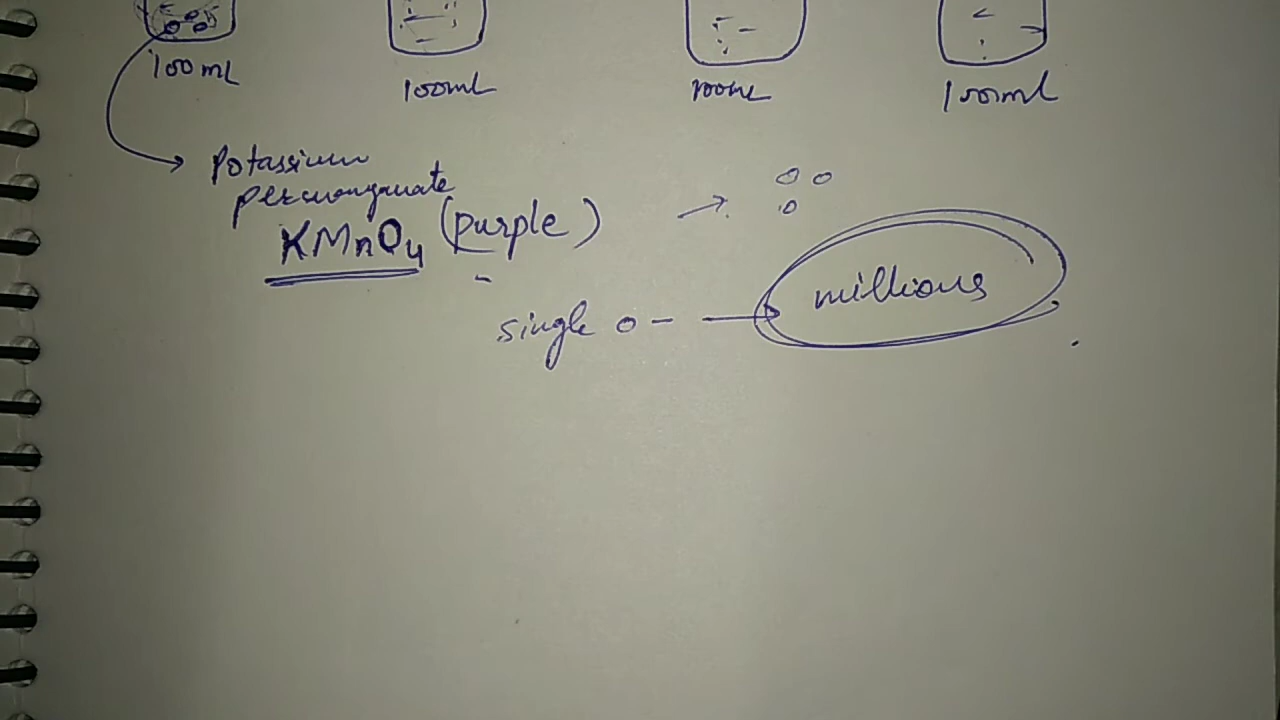 100 ml
100ml
100ml
100ml
Potassium
permanganate
KMnO4 (purple)
single
millions